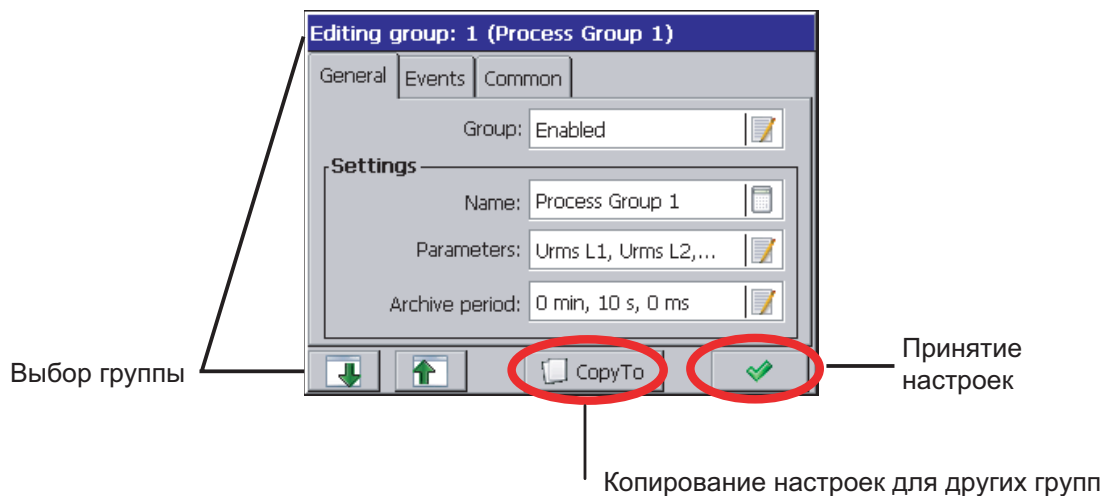 Editing group: 1 (Process Group 1)
General Events Common
Group: Enabled
Settings
Name: Process Group 1
Parameters: Urms L1, Urms L2,...
Archive period: 0 min, 10 s, 0 ms
CopyTo
Выбор группы
Принятие
настроек
Копирование настроек для других групп